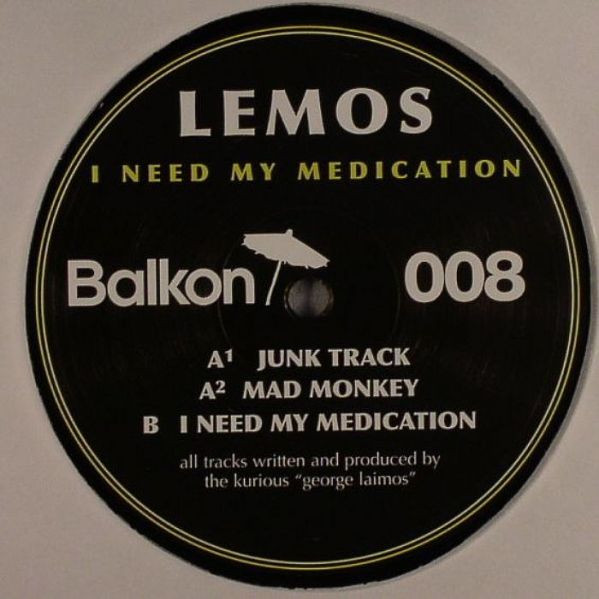 LEMOS
I NEED MY MEDICATION
Balkon 008
A1 JUNK TRACK
A2 MAD MONKEY
B I NEED MY MEDICATION
all tracks written and produced by
the kurious "george laimos"